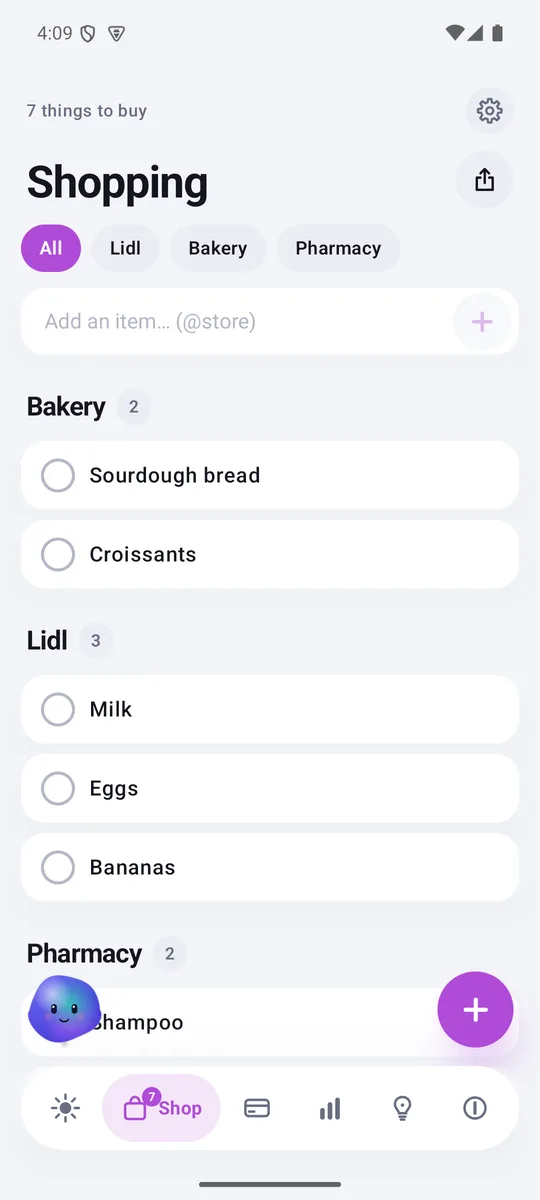 4:09
7 things to buy
Shopping
All Lidl Bakery Pharmacy
Add an item... (@store)
Bakery 2
Sourdough bread
Croissants
Lidl 3
Milk
Eggs
Bananas
Pharmacy 2
Shampoo
7
Shop